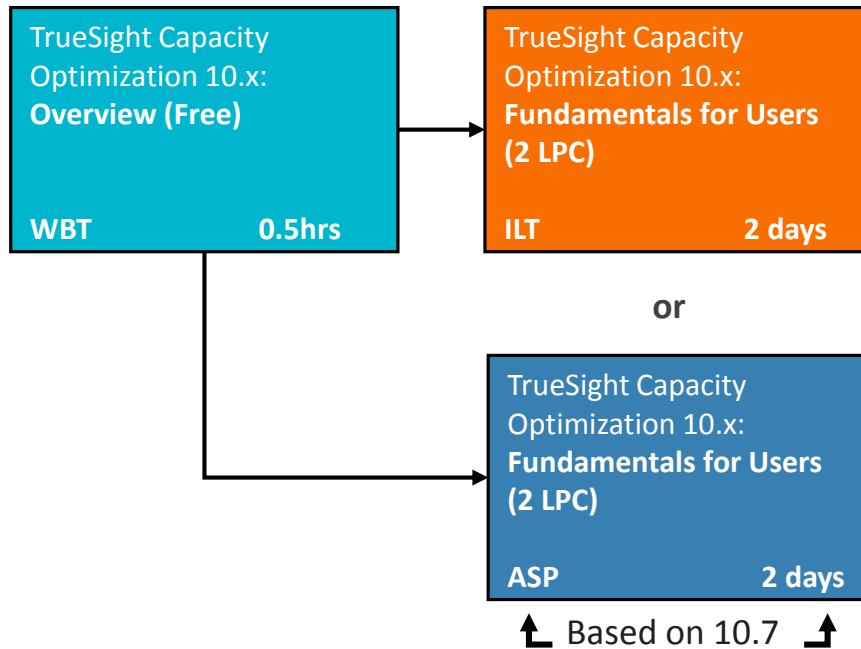 TrueSight Capacity
Optimization 10.x:
Overview (Free)
WBT 0.5hrs
TrueSight Capacity
Optimization 10.x:
Fundamentals for Users
(2 LPC)
ILT 2 days
or
TrueSight Capacity
Optimization 10.x:
Fundamentals for Users
(2 LPC)
ASP 2 days
Based on 10.7